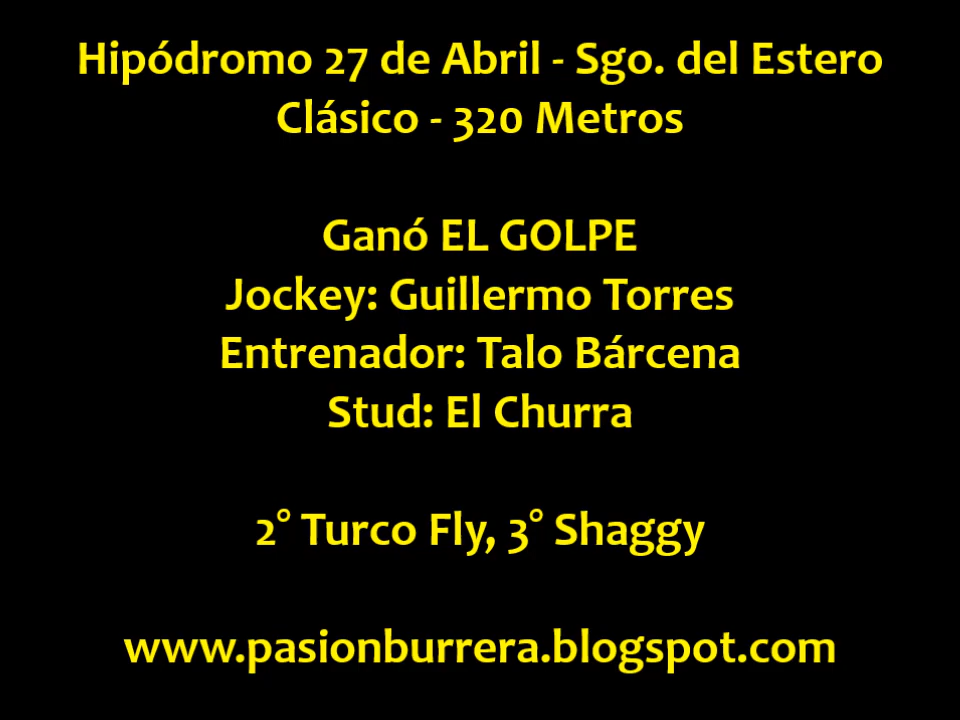 Hipódromo 27 de Abril - Sgo. del Estero
Clásico - 320 Metros
Ganó EL GOLPE
Jockey: Guillermo Torres
Entrenador: Talo Bárcena
Stud: El Churra
2° Turco Fly, 3° Shaggy
www.pasionburrera.blogspot.com